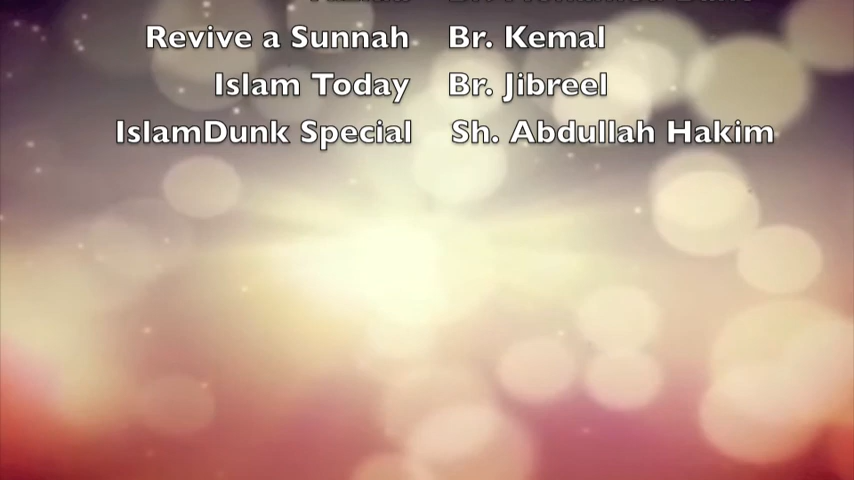 Revive a Sunnah Br. Kemal
Islam Today Br. Jibreel
IslamDunk Special Sh. Abdullah Hakim